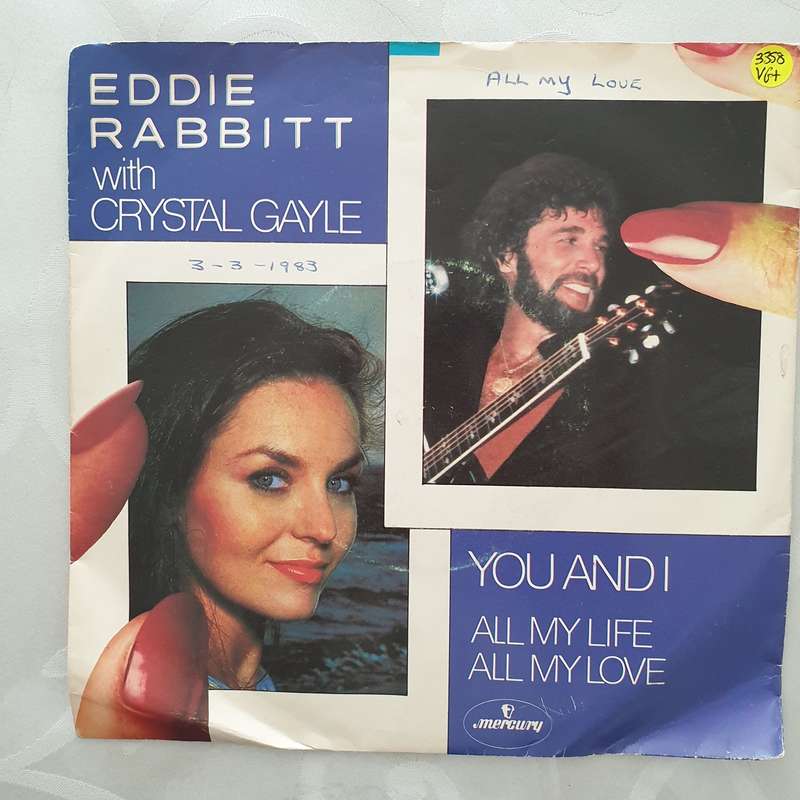 EDDIE
RABBITT
with
CRYSTAL GAYLE
3-3-1983
ALL MY LOVE
3358
VG+
YOU AND I
ALL MY LIFE
ALL MY LOVE
mercury